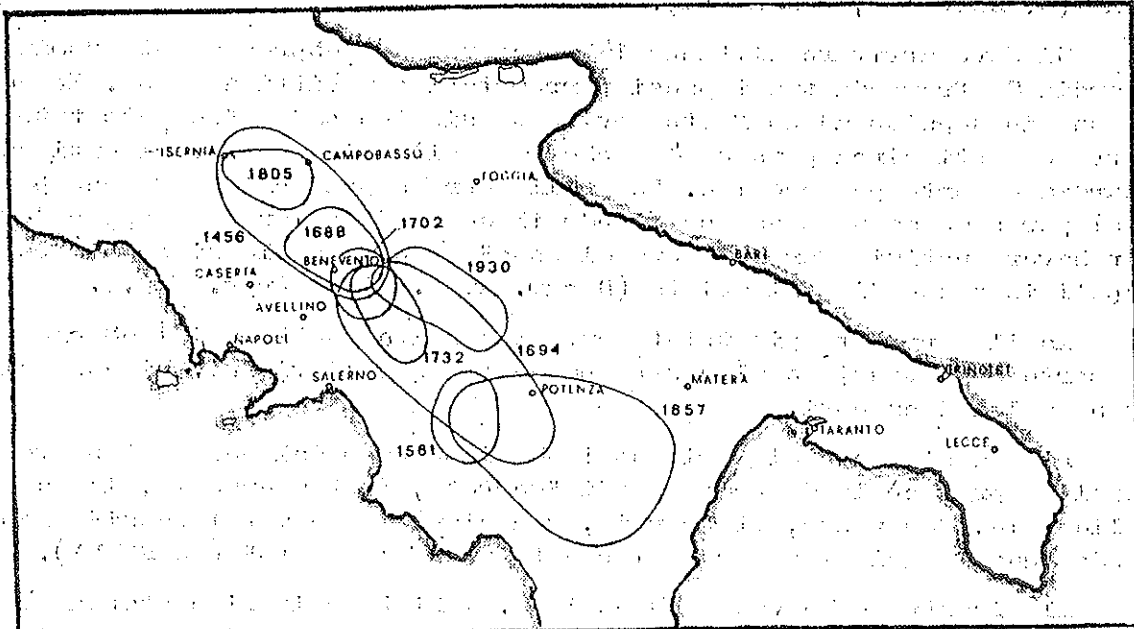 ISERNIA
CAMPOBASSO
1805
FOGGIA
1456
1688
1702
BENEVENTO
1930
BARI
CASERTA
AVELLINO
NAPOLI
1732
1694
SALERNO
POTENZA
MATERA
BRINDISI
1857
TARANTO
1561
LECCE